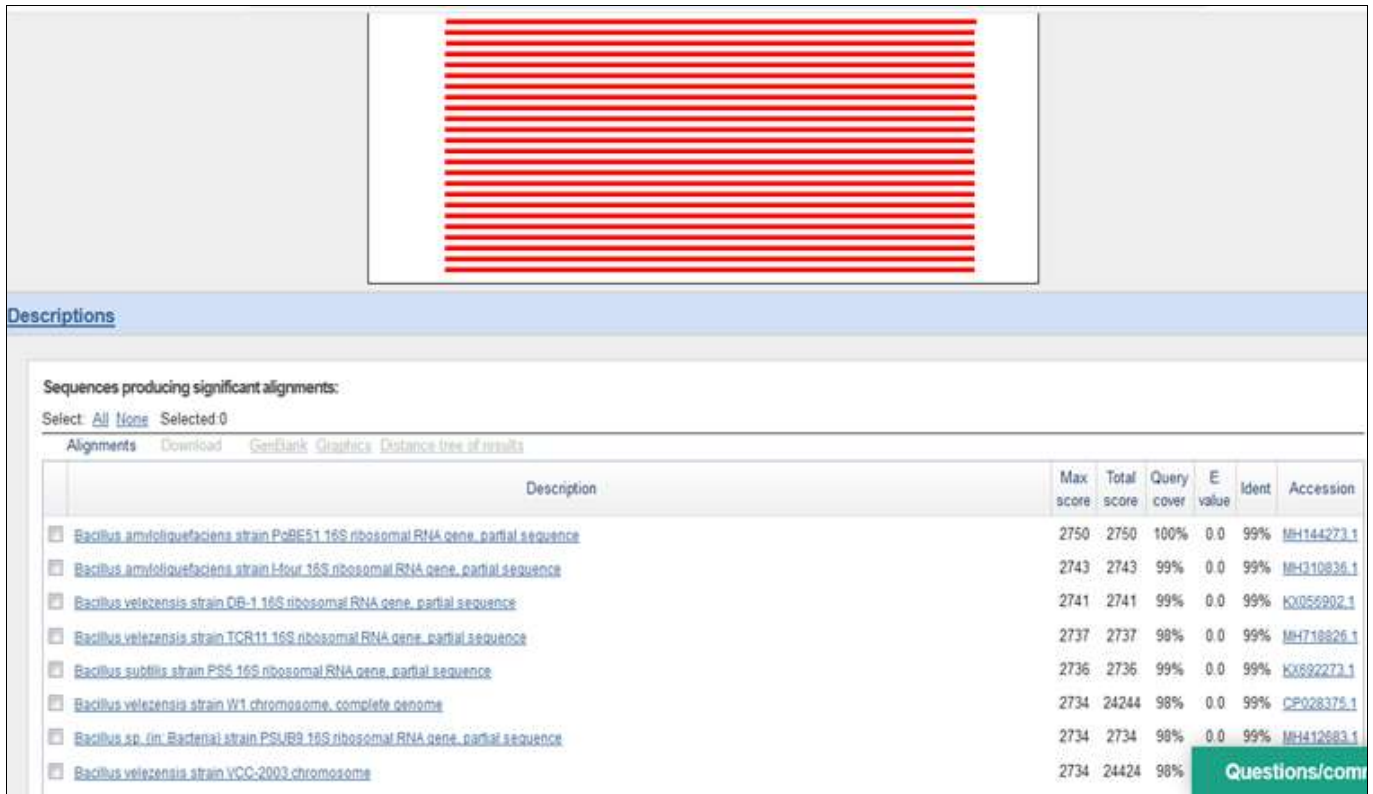 Descriptions
Sequences producing significant alignments:
Select: All None Selected:0
Alignments Download GenBank Graphics Distance tree of results
Description Max score Total score Query cover E value Ident Accession
Bacillus amyloliquefaciens strain PgBE51 16S ribosomal RNA gene, partial sequence 2750 2750 100% 0.0 99% MH144273.1
Bacillus amyloliquefaciens strain I-four 16S ribosomal RNA gene, partial sequence 2743 2743 99% 0.0 99% MH310836.1
Bacillus velezensis strain DB-1 16S ribosomal RNA gene, partial sequence 2741 2741 99% 0.0 99% KX056902.1
Bacillus velezensis strain TCR11 16S ribosomal RNA gene, partial sequence 2737 2737 98% 0.0 99% MH718826.1
Bacillus subtilis strain PS5 16S ribosomal RNA gene, partial sequence 2736 2736 99% 0.0 99% KX692273.1
Bacillus velezensis strain W1 chromosome, complete genome 2734 24244 98% 0.0 99% CP028375.1
Bacillus sp. (in: Bacteria) strain PSUB9 16S ribosomal RNA gene, partial sequence 2734 2734 98% 0.0 99% MH412683.1
Bacillus velezensis strain VCC-2003 chromosome 2734 24424 98%
Questions/comm